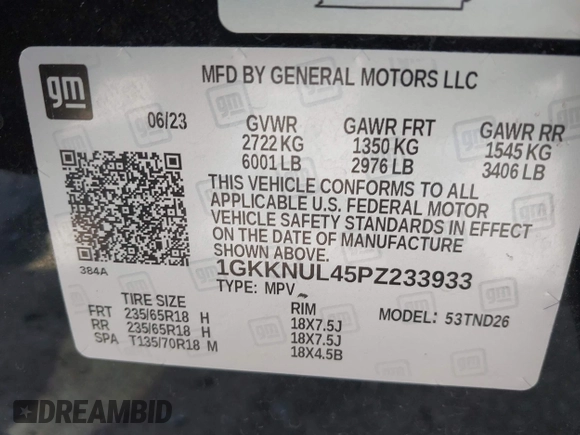 gm
MFD BY GENERAL MOTORS LLC
06/23 GVWR GAWR FRT GAWR RR
2722 KG 1350 KG 1545 KG
6001 LB 2976 LB 3406 LB
THIS VEHICLE CONFORMS TO ALL
APPLICABLE U.S. FEDERAL MOTOR
VEHICLE SAFETY STANDARDS IN EFFECT
ON THE DATE OF MANUFACTURE
SHOWN ABOVE.
384A
1GKKNUL45PZ233933
TYPE: MPV
TIRE SIZE RIM MODEL: 53TND26
FRT 235/65R18 H 18X7.5J
RR 235/65R18 H 18X7.5J
SPA T135/70R18 M 18X4.5B
DREAMBID